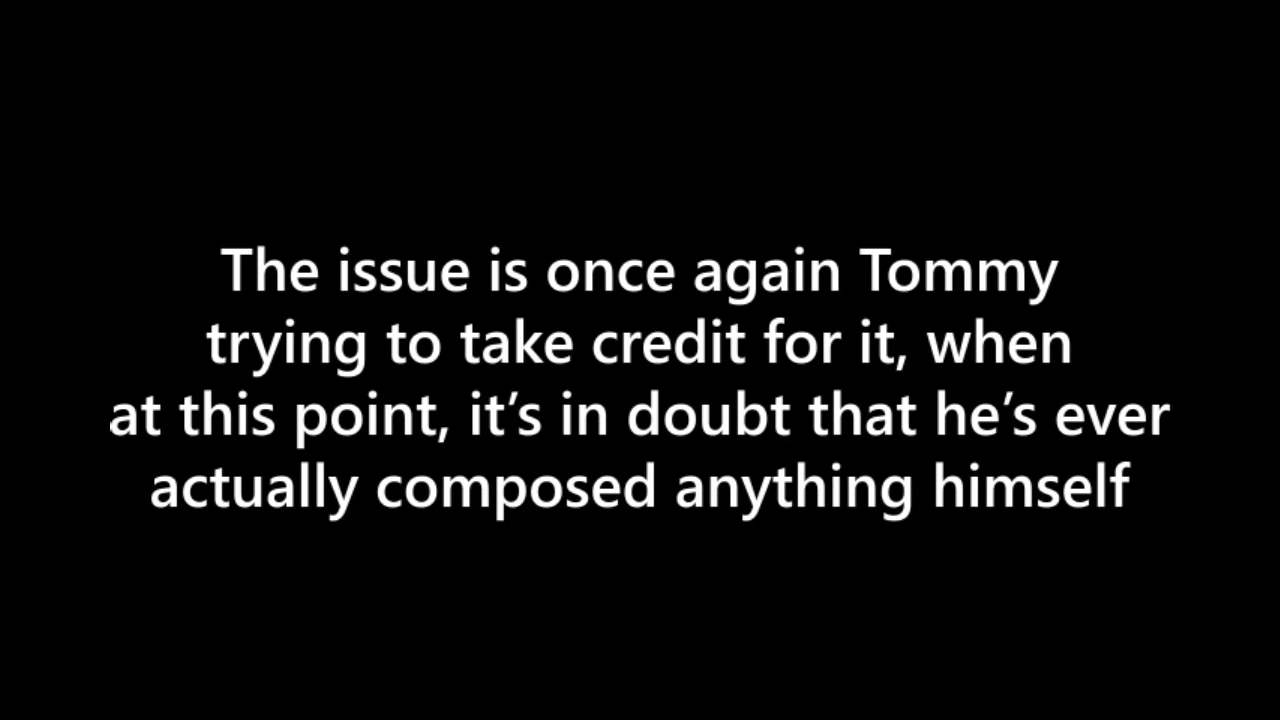 The issue is once again Tommy
trying to take credit for it, when
at this point, it’s in doubt that he’s ever
actually composed anything himself